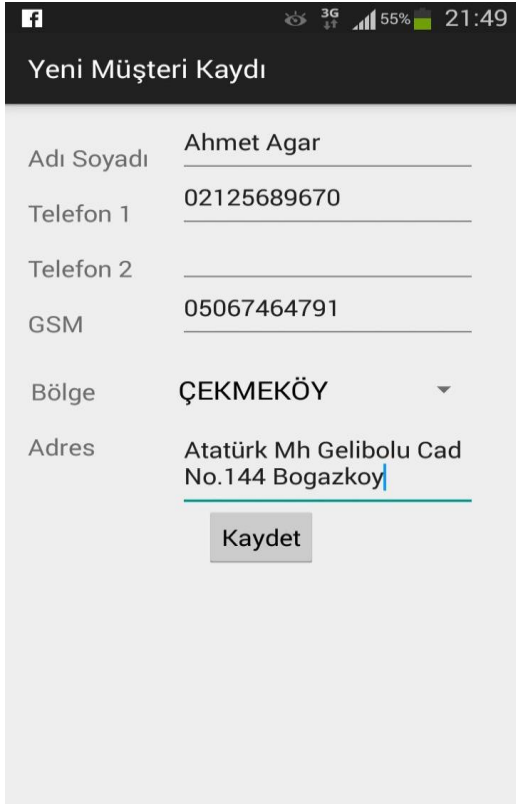 3G 55% 21:49
Yeni Müşteri Kaydı
Adı Soyadı Ahmet Agar
Telefon 1 02125689670
Telefon 2
GSM 05067464791
Bölge ÇEKMEKÖY
Adres Atatürk Mh Gelibolu Cad
No.144 Bogazkoy
Kaydet